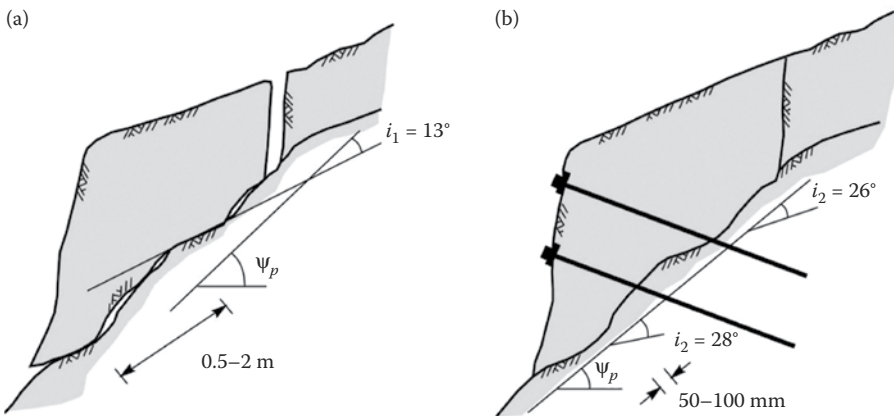 (a)
i₁ = 13°
ψₚ
0.5–2 m
(b)
i₂ = 26°
i₂ = 28°
ψₚ
50–100 mm